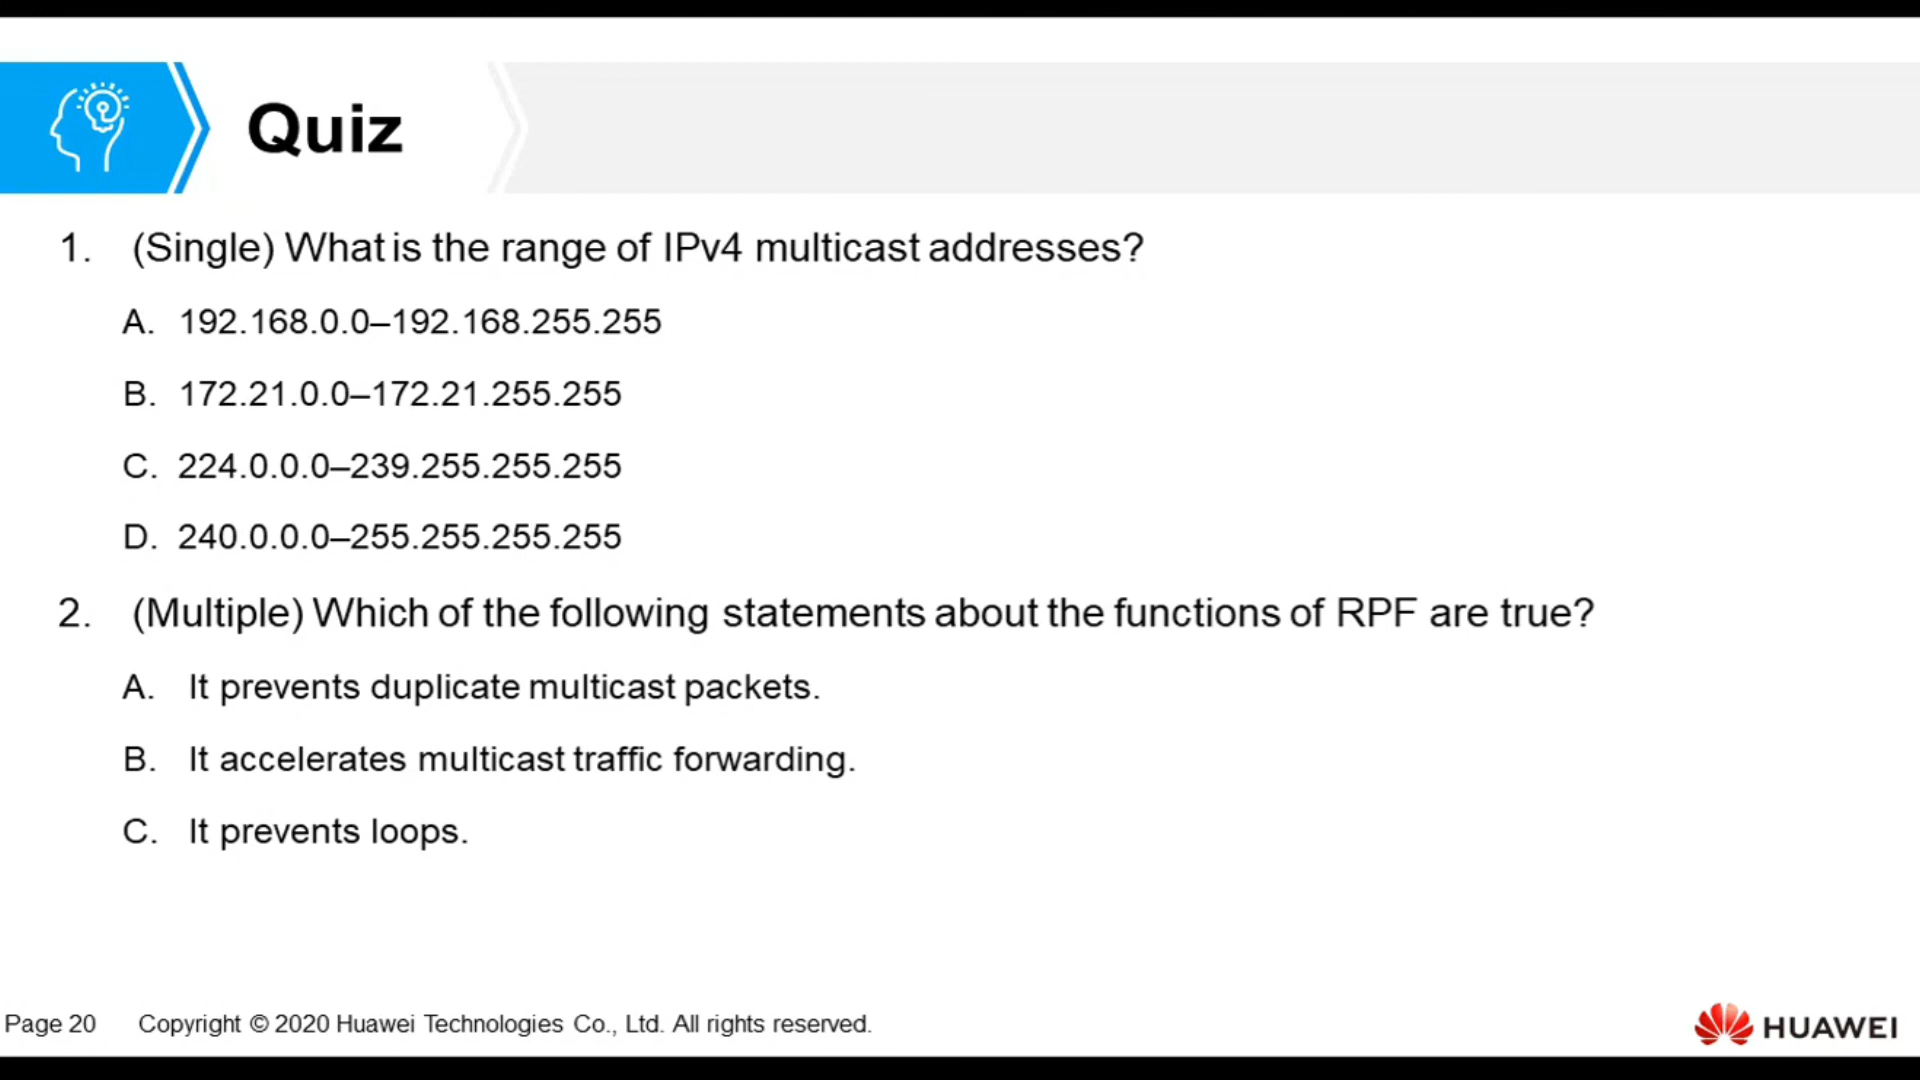 Quiz
1. (Single) What is the range of IPv4 multicast addresses?
A. 192.168.0.0–192.168.255.255
B. 172.21.0.0–172.21.255.255
C. 224.0.0.0–239.255.255.255
D. 240.0.0.0–255.255.255.255
2. (Multiple) Which of the following statements about the functions of RPF are true?
A. It prevents duplicate multicast packets.
B. It accelerates multicast traffic forwarding.
C. It prevents loops.
Page 20 Copyright © 2020 Huawei Technologies Co., Ltd. All rights reserved.
HUAWEI